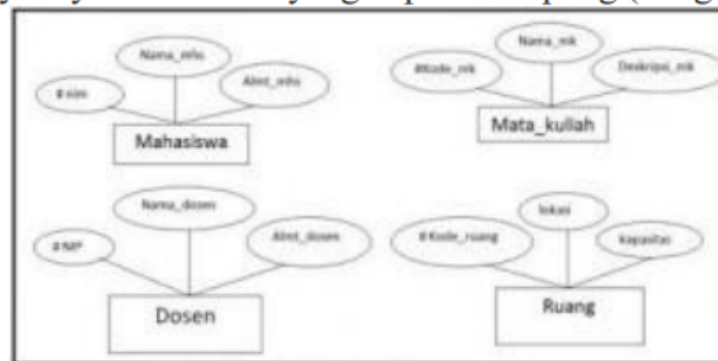 Nama_mhs
# nim
Almt_mhs
Mahasiswa
Nama_mk
#Kode_mk
Deskripsi_mk
Mata_kuliah
Nama_dosen
# NIP
Almt_dosen
Dosen
lokasi
# Kode_ruang
kapasitas
Ruang